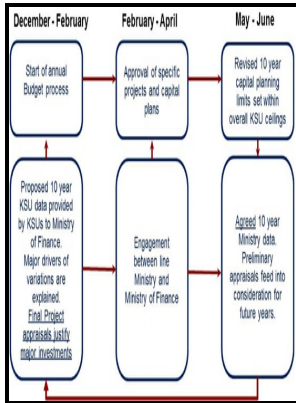 December - February
February - April
May - June
Start of annual
Budget process
Approval of specific
projects and capital
plans
Revised 10 year
capital planning
limits set within
overall KSU ceilings
Proposed 10 year
KSU data provided
by KSUs to Ministry
of Finance.
Major drivers of
variations are
explained.
Final Project
appraisals justify
major investments
Engagement
between line
Ministry and
Ministry of Finance
Agreed 10 year
Ministry data.
Preliminary
appraisals feed into
consideration for
future years.